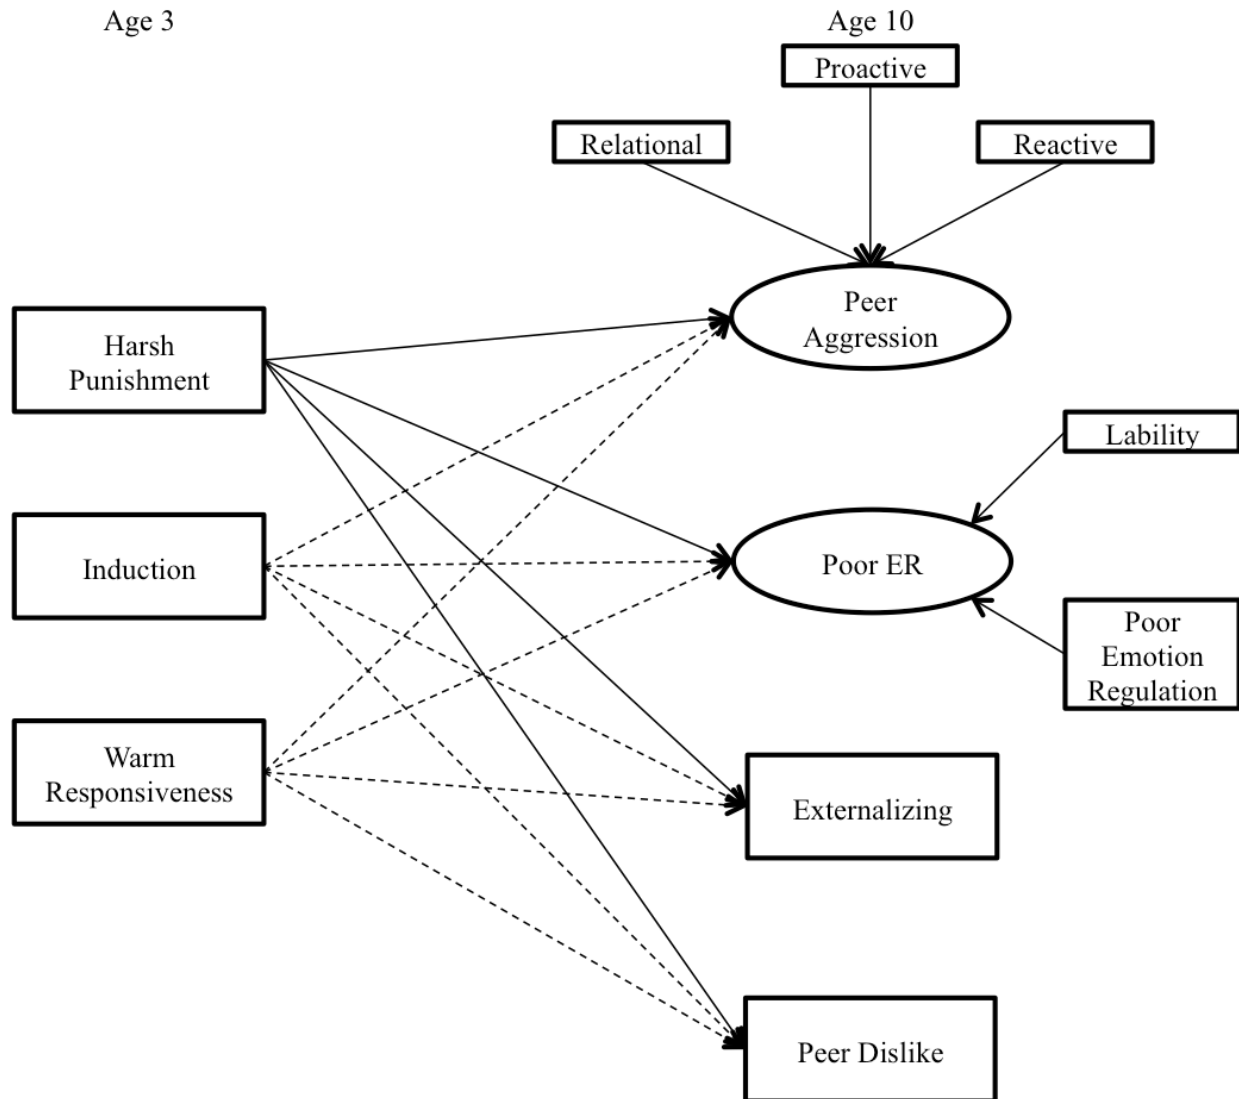 Age 3
Age 10
Proactive
Relational
Reactive
Peer
Aggression
Harsh
Punishment
Lability
Induction
Poor ER
Poor
Emotion
Regulation
Warm
Responsiveness
Externalizing
Peer Dislike